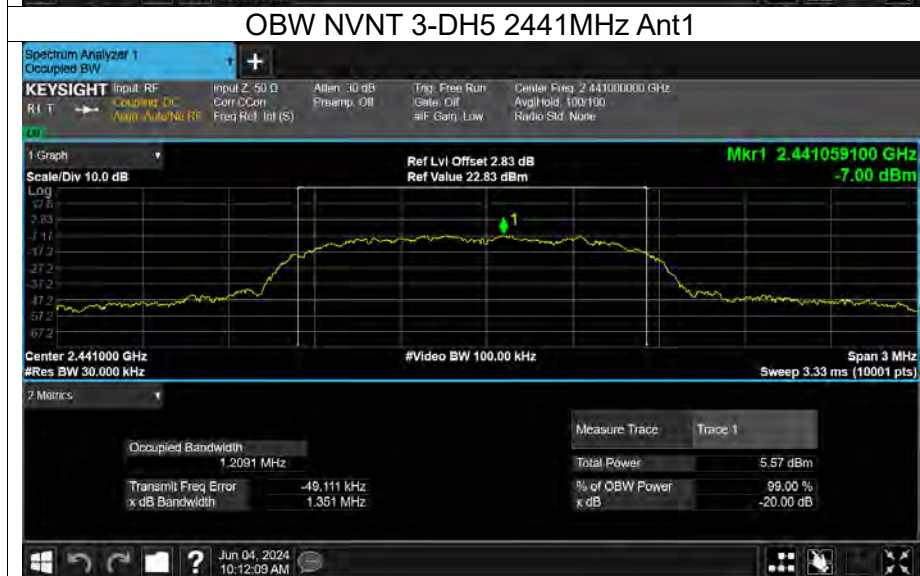 OBW NVNT 3-DH5 2441MHz Ant1
Spectrum Analyzer 1
Occupied BW
+
KEYSIGHT Input: RF Input Z: 50 Ω Atten: 30 dB Trig: Free Run Center Freq: 2.441000000 GHz
RL T Coupling: DC Corr CCorr Preamp: Off Gate: Off Avg|Hold: 100/100
Align: Auto/No RF Freq Ref: Int (S) #IF Gain: Low Radio Std: None
1 Graph Ref Lvl Offset 2.83 dB Mkr1 2.441059100 GHz
Scale/Div 10.0 dB Ref Value 22.83 dBm -7.00 dBm
Log
2.83
1
-7.17
-17.2
-27.2
-37.2
-47.2
-57.2
-67.2
Center 2.441000 GHz #Video BW 100.00 kHz Span 3 MHz
#Res BW 30.000 kHz Sweep 3.33 ms (10001 pts)
2 Metrics
Measure Trace Trace 1
Occupied Bandwidth
1.2091 MHz Total Power 5.57 dBm
Transmit Freq Error -49.111 kHz % of OBW Power 99.00 %
x dB Bandwidth 1.351 MHz x dB -20.00 dB
? Jun 04, 2024
10:12:09 AM